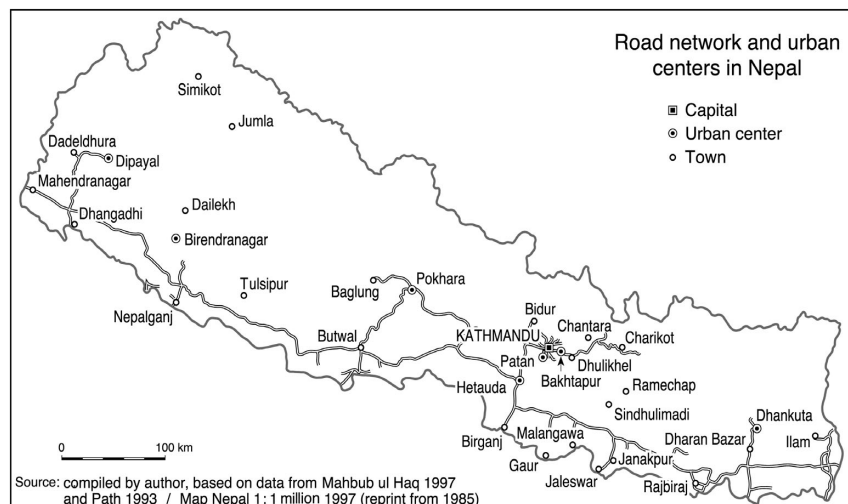 Road network and urban
centers in Nepal
Capital
Urban center
Town
Simikot
Jumla
Dadeldhura
Dipayal
Mahendranagar
Dailekh
Dhangadhi
Birendranagar
Tulsipur
Nepalganj
Baglung
Pokhara
Butwal
Bidur
KATHMANDU
Chantara
Charikot
Patan
Dhulikhel
Bakhtapur
Hetauda
Ramechap
Sindhulimadi
Birganj
Malangawa
Dhankuta
Dharan Bazar
Ilam
Gaur
Janakpur
Jaleswar
Rajbiraj
0 100 km
Source: compiled by author, based on data from Mahbub ul Haq 1997
and Path 1993 / Map Nepal 1:1 million 1997 (reprint from 1985)